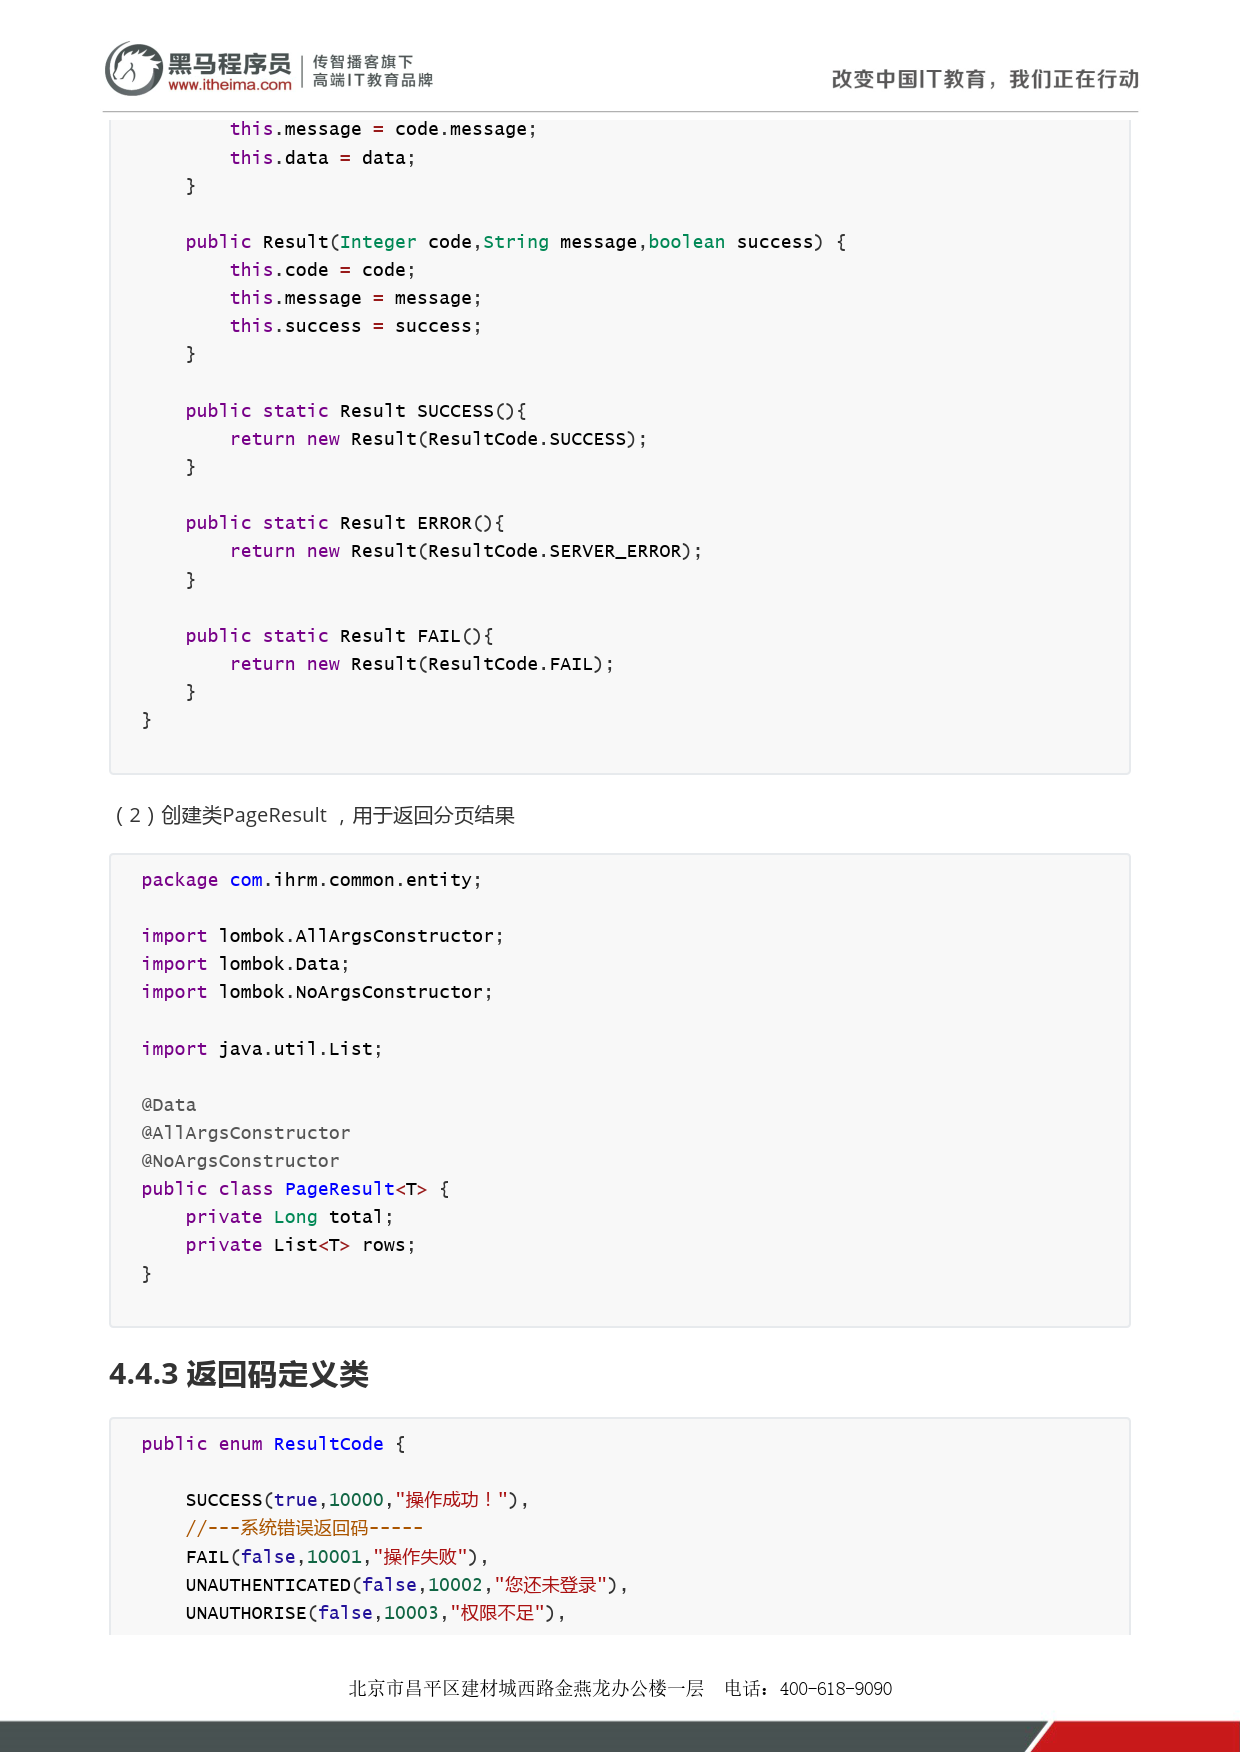 黑马程序员
www.itheima.com
传智播客旗下
高端IT教育品牌
改变中国IT教育，我们正在行动
        this.message = code.message;
        this.data = data;
    }

    public Result(Integer code,String message,boolean success) {
        this.code = code;
        this.message = message;
        this.success = success;
    }

    public static Result SUCCESS(){
        return new Result(ResultCode.SUCCESS);
    }

    public static Result ERROR(){
        return new Result(ResultCode.SERVER_ERROR);
    }

    public static Result FAIL(){
        return new Result(ResultCode.FAIL);
    }
}
（2）创建类PageResult ，用于返回分页结果
package com.ihrm.common.entity;

import lombok.AllArgsConstructor;
import lombok.Data;
import lombok.NoArgsConstructor;

import java.util.List;

@Data
@AllArgsConstructor
@NoArgsConstructor
public class PageResult<T> {
    private Long total;
    private List<T> rows;
}
4.4.3 返回码定义类
public enum ResultCode {

    SUCCESS(true,10000,"操作成功！"),
    //---系统错误返回码-----
    FAIL(false,10001,"操作失败"),
    UNAUTHENTICATED(false,10002,"您还未登录"),
    UNAUTHORISE(false,10003,"权限不足"),
北京市昌平区建材城西路金燕龙办公楼一层 电话：400-618-9090